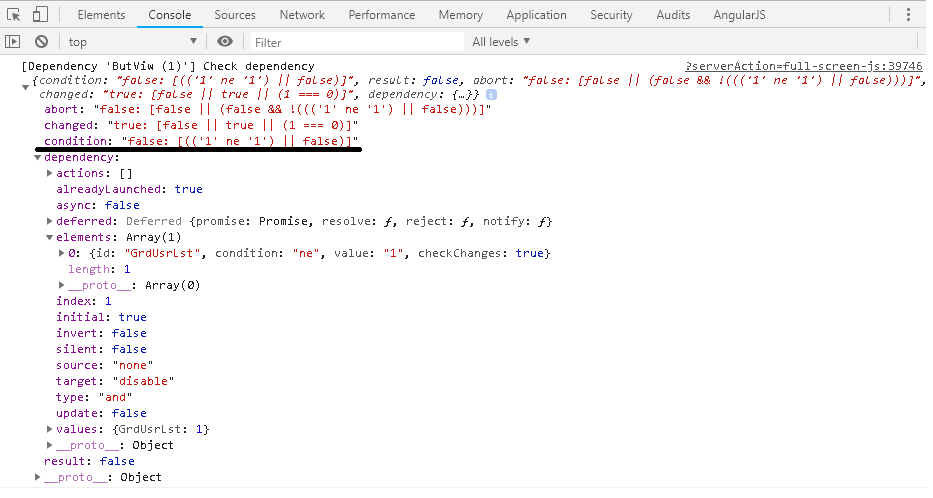 Elements Console Sources Network Performance Memory Application Security Audits AngularJS
top Filter All levels
[Dependency 'ButViw (1)'] Check dependency ?serverAction=full-screen-js:39746
{condition: "false: [(('1' ne '1') || false)]", result: false, abort: "false: [false || (false && !((('1' ne '1') || false)))]",
changed: "true: [false || true || (1 === 0)]", dependency: {…}} i
abort: "false: [false || (false && !((('1' ne '1') || false)))]"
changed: "true: [false || true || (1 === 0)]"
condition: "false: [(('1' ne '1') || false)]"
dependency:
actions: []
alreadyLaunched: true
async: false
deferred: Deferred {promise: Promise, resolve: ƒ, reject: ƒ, notify: ƒ}
elements: Array(1)
0: {id: "GrdUsrLst", condition: "ne", value: "1", checkChanges: true}
length: 1
__proto__: Array(0)
index: 1
initial: true
invert: false
silent: false
source: "none"
target: "disable"
type: "and"
update: false
values: {GrdUsrLst: 1}
__proto__: Object
result: false
__proto__: Object